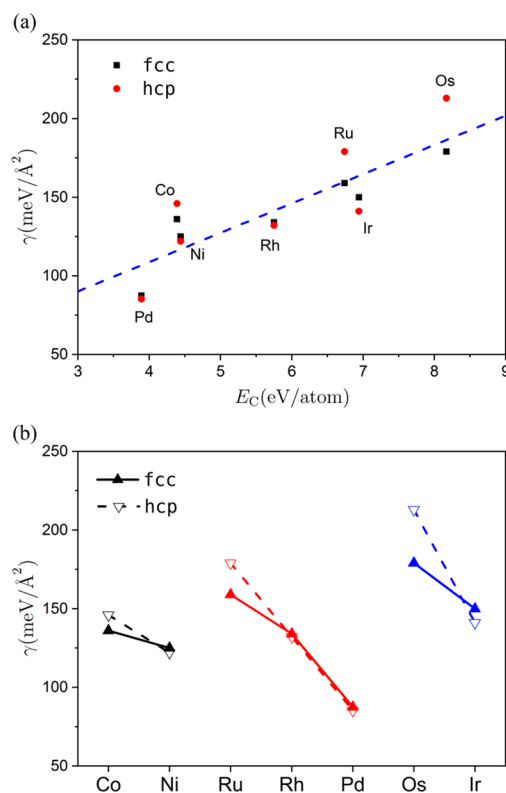 (a)
250
200
150
100
50
γ(meV/Å²)
fcc
hcp
Os
Ru
Co
Ni
Rh
Ir
Pd
3 4 5 6 7 8 9
E_C(eV/atom)
(b)
250
200
150
100
50
γ(meV/Å²)
fcc
hcp
Co Ni Ru Rh Pd Os Ir